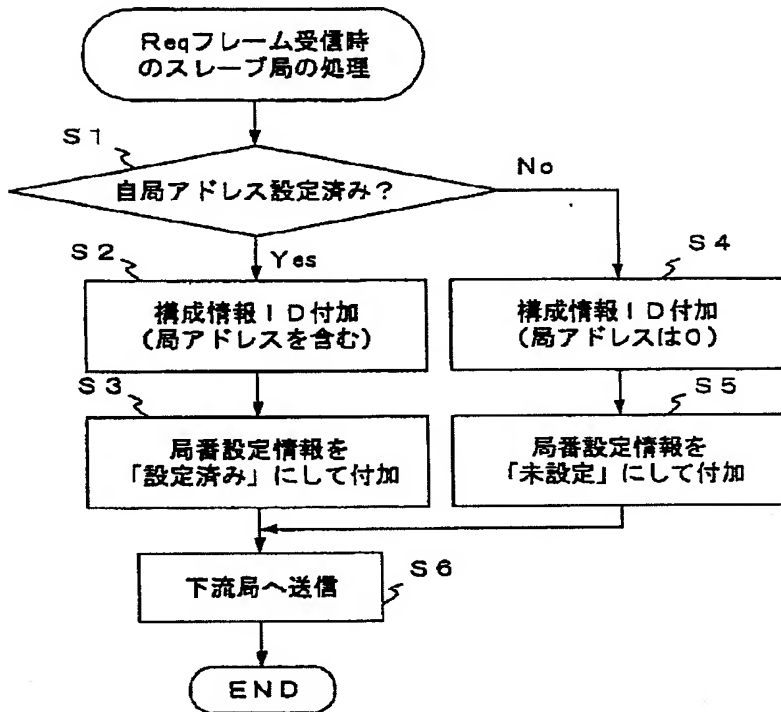 Reqフレーム受信時
のスレーブ局の処理
S1
自局アドレス設定済み?
No
Yes
S2
構成情報ID付加
(局アドレスを含む)
S4
構成情報ID付加
(局アドレスは0)
S3
局番設定情報を
「設定済み」にして付加
S5
局番設定情報を
「未設定」にして付加
下流局へ送信
S6
END